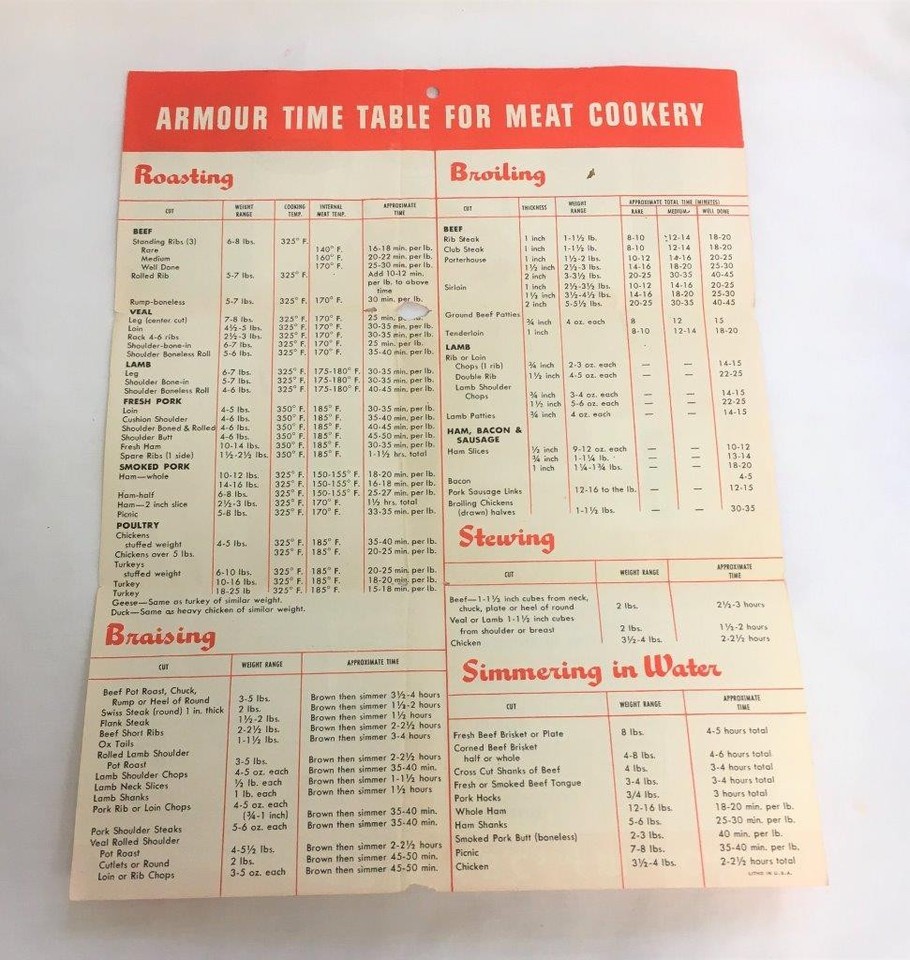 ARMOUR TIME TABLE FOR MEAT COOKERY
Roasting
CUT WEIGHT RANGE COOKING TEMP. INTERNAL MEAT TEMP. APPROXIMATE TIME
BEEF
Standing Ribs (3) 6-8 lbs. 325° F.
Rare 140° F. 16-18 min. per lb.
Medium 160° F. 20-22 min. per lb.
Well Done 170° F. 25-30 min. per lb.
Rolled Rib 5-7 lbs. 325° F. Add 10-12 min.
per lb. to above
time
Rump-boneless 5-7 lbs. 325° F. 170° F. 30 min. per lb.
VEAL
Leg (center cut) 7-8 lbs. 325° F. 170° F. 25 min.
Loin 4½-5 lbs. 325° F. 170° F. 30-35 min. per lb.
Rack 4-6 ribs 2½-3 lbs. 325° F. 170° F. 30-35 min. per lb.
Shoulder-bone-in 6-7 lbs. 325° F. 170° F. 25 min. per lb.
Shoulder Boneless Roll 5-6 lbs. 325° F. 170° F. 35-40 min. per lb.
LAMB
Leg 6-7 lbs. 325° F. 175-180° F. 30-35 min. per lb.
Shoulder Bone-in 5-7 lbs. 325° F. 175-180° F. 30-35 min. per lb.
Shoulder Boneless Roll 4-6 lbs. 325° F. 175-180° F. 40-45 min. per lb.
FRESH PORK
Loin 4-5 lbs. 350° F. 185° F. 30-35 min. per lb.
Cushion Shoulder 4-6 lbs. 350° F. 185° F. 35-40 min. per lb.
Shoulder Boned & Rolled 4-6 lbs. 350° F. 185° F. 40-45 min. per lb.
Shoulder Butt 4-6 lbs. 350° F. 185° F. 45-50 min. per lb.
Fresh Ham 10-14 lbs. 350° F. 185° F. 30-35 min. per lb.
Spare Ribs (1 side) 1½-2½ lbs. 350° F. 185° F. 1-1½ hrs. total
SMOKED PORK
Ham—whole 10-12 lbs. 325° F. 150-155° F. 18-20 min. per lb.
14-16 lbs. 325° F. 150-155° F. 16-18 min. per lb.
Ham-half 6-8 lbs. 325° F. 150-155° F. 25-27 min. per lb.
Ham—2 inch slice 2½-3 lbs. 325° F. 170° F. 1½ hrs. total
Picnic 5-8 lbs. 325° F. 170° F. 33-35 min. per lb.
POULTRY
Chickens
stuffed weight 4-5 lbs. 325° F. 185° F. 35-40 min. per lb.
Chickens over 5 lbs. 325° F. 185° F. 20-25 min. per lb.
Turkeys
stuffed weight 6-10 lbs. 325° F. 185° F. 20-25 min. per lb.
Turkey 10-16 lbs. 325° F. 185° F. 18-20 min. per lb.
Turkey 18-25 lb 325° F. 185° F. 15-18 min. per lb.
Geese—Same as turkey of similar weight.
Duck—Same as heavy chicken of similar weight.
Braising
CUT WEIGHT RANGE APPROXIMATE TIME
Beef Pot Roast, Chuck,
Rump or Heel of Round 3-5 lbs. Brown then simmer 3½-4 hours
Swiss Steak (round) 1 in. thick 2 lbs. Brown then simmer 1½-2 hours
Flank Steak 1½-2 lbs. Brown then simmer 1½ hours
Beef Short Ribs 2-2½ lbs. Brown then simmer 2-2½ hours
Ox Tails 1-1½ lbs. Brown then simmer 3-4 hours
Rolled Lamb Shoulder
Pot Roast 3-5 lbs. Brown then simmer 2-2½ hours
Lamb Shoulder Chops 4-5 oz. each Brown then simmer 35-40 min.
Lamb Neck Slices ½ lb. each Brown then simmer 1-1½ hours
Lamb Shanks 1 lb. each Brown then simmer 1½ hours
Pork Rib or Loin Chops 4-5 oz. each
(¾-1 inch) Brown then simmer 35-40 min.
Pork Shoulder Steaks 5-6 oz. each Brown then simmer 35-40 min.
Veal Rolled Shoulder
Pot Roast 4-5½ lbs. Brown then simmer 2-2½ hours
Cutlets or Round 2 lbs. Brown then simmer 45-50 min.
Loin or Rib Chops 3-5 oz. each Brown then simmer 45-50 min.
Broiling
CUT THICKNESS WEIGHT RANGE APPROXIMATE TOTAL TIME (MINUTES)
RARE MEDIUM WELL DONE
BEEF
Rib Steak 1 inch 1-1½ lb. 8-10 12-14 18-20
Club Steak 1 inch 1-1½ lb. 8-10 12-14 18-20
Porterhouse 1 inch 1½-2 lbs. 10-12 14-16 20-25
1½ inch 2½-3 lbs. 14-16 18-20 25-30
2 inch 3-3½ lbs. 20-25 30-35 40-45
Sirloin 1 inch 2½-3½ lbs. 10-12 14-16 20-25
1½ inch 3½-4½ lbs. 14-16 18-20 25-30
2 inch 5-5½ lbs. 20-25 30-35 40-45
Ground Beef Patties
¾ inch 4 oz. each 8 12 15
Tenderloin 1 inch 8-10 12-14 18-20
LAMB
Rib or Loin
Chops (1 rib) ¾ inch 2-3 oz. each — — 14-15
Double Rib 1½ inch 4-5 oz. each — — 22-25
Lamb Shoulder
Chops ¾ inch 3-4 oz. each — — 14-15
1½ inch 5-6 oz. each — — 22-25
Lamb Patties ¾ inch 4 oz. each — — 14-15
HAM, BACON &
SAUSAGE
Ham Slices ½ inch 9-12 oz. each — — 10-12
¾ inch 1-1¼ lb. — — 13-14
1 inch 1¼-1¾ lbs. — — 18-20
Bacon 4-5
Pork Sausage Links 12-16 to the lb. — — 12-15
Broiling Chickens
(drawn) halves 1-1½ lbs. — — 30-35
Stewing
CUT WEIGHT RANGE APPROXIMATE TIME
Beef—1-1½ inch cubes from neck,
chuck, plate or heel of round 2 lbs. 2½-3 hours
Veal or Lamb 1-1½ inch cubes
from shoulder or breast 2 lbs. 1½-2 hours
Chicken 3½-4 lbs. 2-2½ hours
Simmering in Water
CUT WEIGHT RANGE APPROXIMATE TIME
Fresh Beef Brisket or Plate 8 lbs. 4-5 hours total
Corned Beef Brisket
half or whole 4-8 lbs. 4-6 hours total
Cross Cut Shanks of Beef 4 lbs. 3-4 hours total
Fresh or Smoked Beef Tongue 3-4 lbs. 3-4 hours total
Pork Hocks 3/4 lbs. 3 hours total
Whole Ham 12-16 lbs. 18-20 min. per lb.
Ham Shanks 5-6 lbs. 25-30 min. per lb.
Smoked Pork Butt (boneless) 2-3 lbs. 40 min. per lb.
Picnic 7-8 lbs. 35-40 min. per lb.
Chicken 3½-4 lbs. 2-2½ hours total
LITHO IN U.S.A.